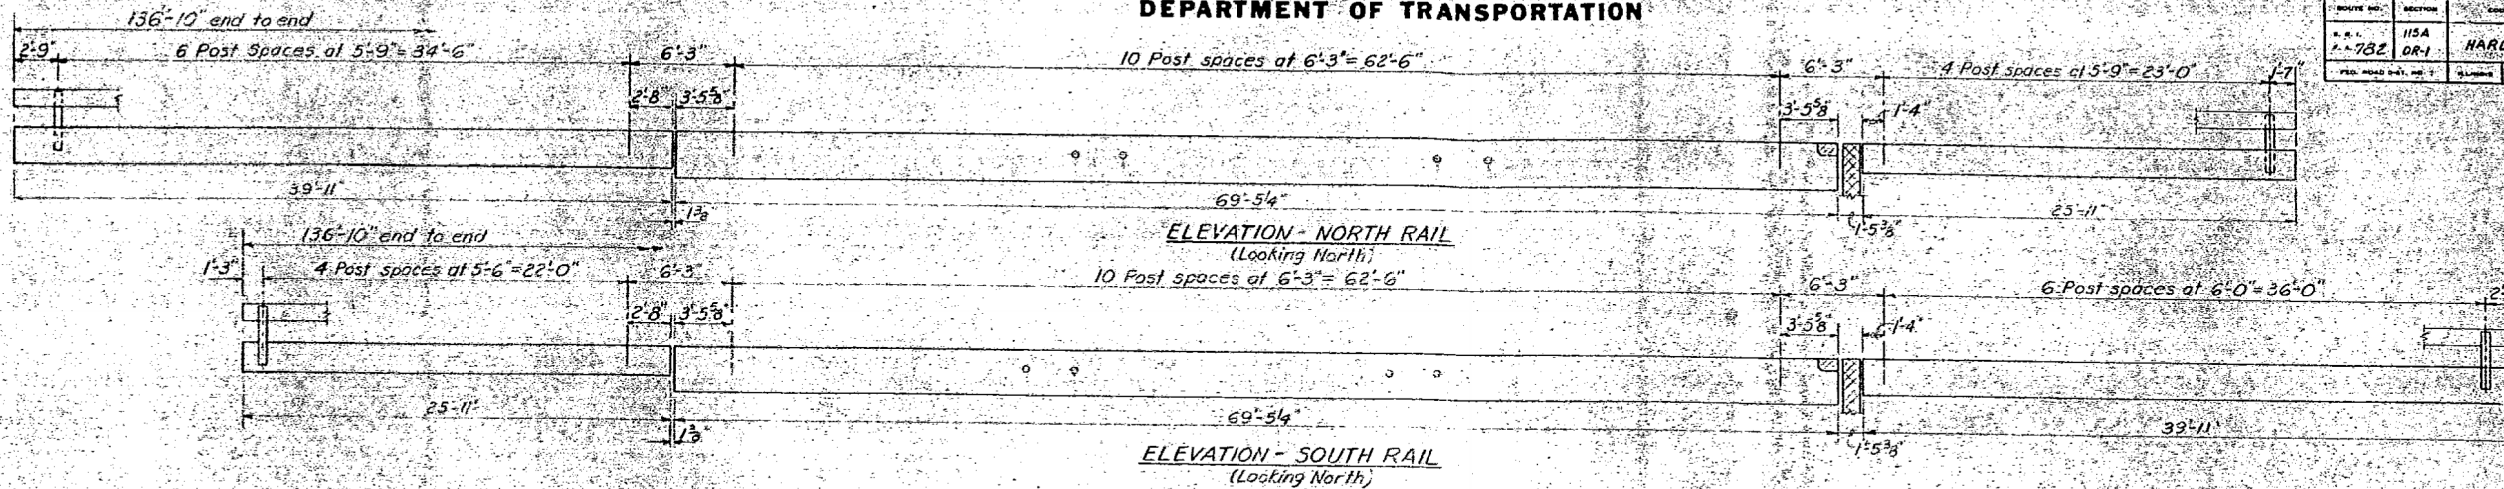 DEPARTMENT OF TRANSPORTATION
ROUTE NO. SECTION
F.A. 782 115A
OR-1
136'-10" end to end
2'-9" 6 Post Spaces at 5'-9"=34'-6" 6'-3" 10 Post spaces at 6'-3"=62'-6" 6'-3" 4 Post spaces at 5'-9"=23'-0" 1'-7"
2'-8" 3'-5⅝" 3'-5⅝" 1'-4"
39'-11" 69'-5¼" 25'-11"
1⅜" 1'-5⅜"
ELEVATION - NORTH RAIL
(Looking North)
136'-10" end to end
1'-3" 4 Post spaces at 5'-6"=22'-0" 6'-3" 10 Post spaces at 6'-3"=62'-6" 6'-3" 6 Post spaces at 6'-0"=36'-0"
2'-8" 3'-5⅝" 3'-5⅝" 1'-4"
25'-11" 69'-5¼" 39'-11"
1⅜" 1'-5⅜"
ELEVATION - SOUTH RAIL
(Looking North)